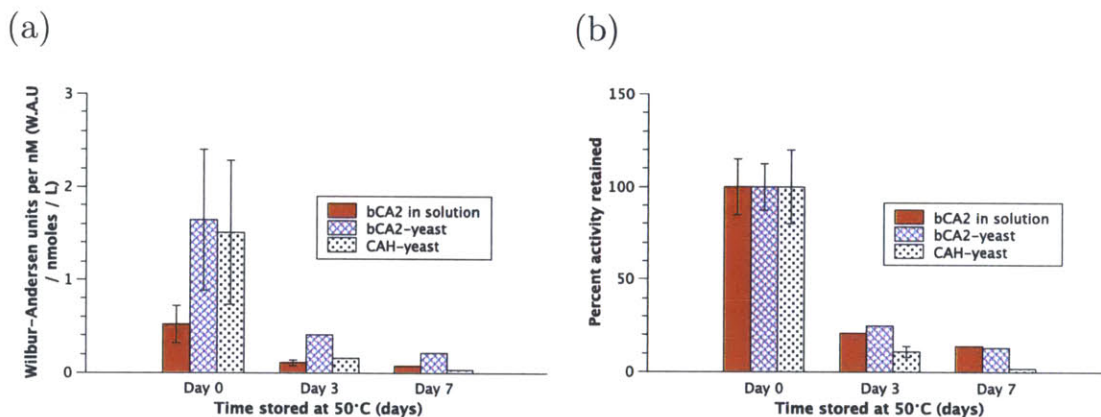 (a)
(b)
Wilbur-Andersen units per nM (W.A.U
/ nmoles / L)
3
2
1
0
bCA2 in solution
bCA2-yeast
CAH-yeast
Day 0
Day 3
Day 7
Time stored at 50°C (days)
Percent activity retained
150
100
50
0
bCA2 in solution
bCA2-yeast
CAH-yeast
Day 0
Day 3
Day 7
Time stored at 50°C (days)